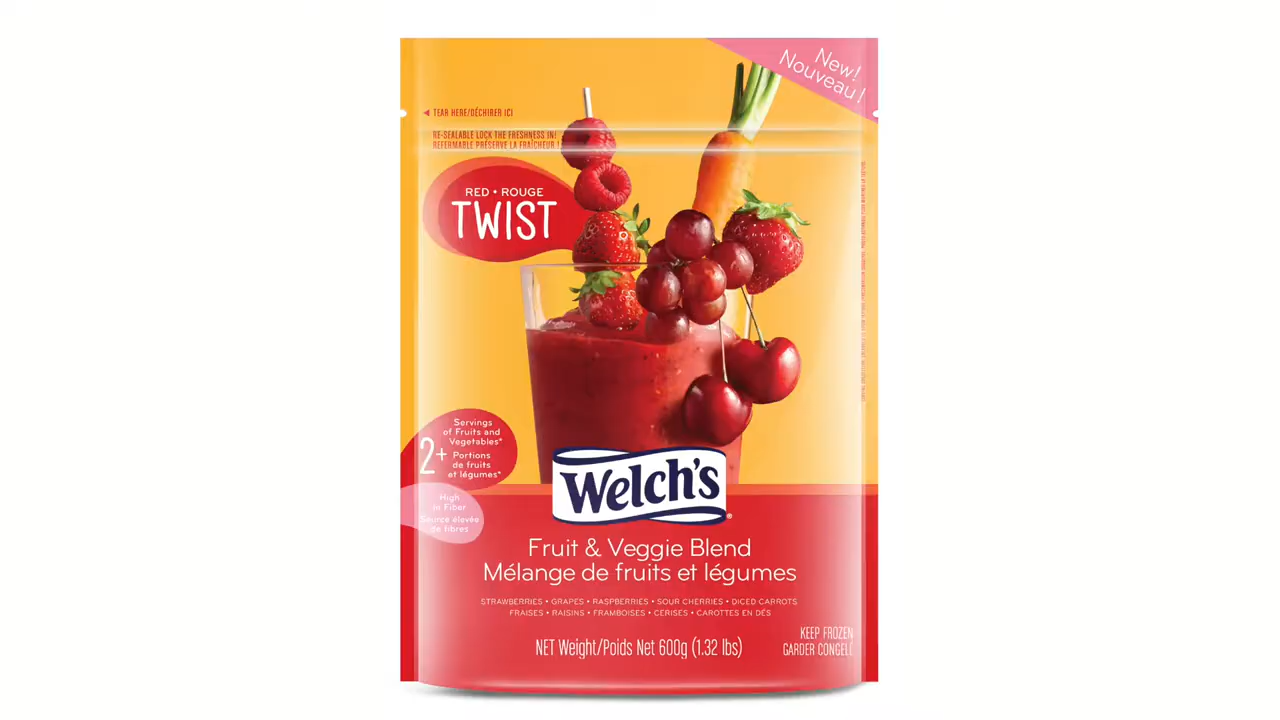 New!
Nouveau !
◄ TEAR HERE/DÉCHIRER ICI
RE-SEALABLE LOCK THE FRESHNESS IN!
REFERMABLE PRÉSERVE LA FRAÎCHEUR !
RED • ROUGE
TWIST
2+
Servings
of Fruits and
Vegetables*
Portions
de fruits
et légumes*
High
in Fiber
Source élevée
de fibres
Welch's®
Fruit & Veggie Blend
Mélange de fruits et légumes
STRAWBERRIES • GRAPES • RASPBERRIES • SOUR CHERRIES • DICED CARROTS
FRAISES • RAISINS • FRAMBOISES • CERISES • CAROTTES EN DÉS
NET Weight/Poids Net 600g (1.32 lbs)
KEEP FROZEN
GARDER CONGELÉ